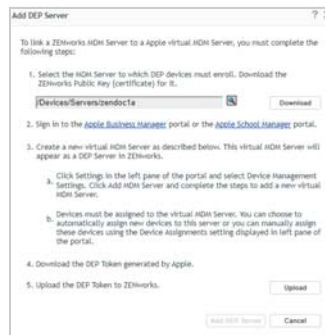 Add DEP Server ?
To link a ZENworks MDM Server to a Apple virtual MDM Server, you must complete the
following steps:
1. Select the MDM Server to which DEP devices must enroll. Download the
ZENworks Public Key (certificate) for it.
/Devices/Servers/zendoc1a Download
2. Sign in to the Apple Business Manager portal or the Apple School Manager portal.
3. Create a new virtual MDM Server as described below. This virtual MDM Server will
appear as a DEP Server in ZENworks.
a. Click Settings in the left pane of the portal and select Device Management
Settings. Click Add MDM Server and complete the steps to add a new virtual
MDM Server.
b. Devices must be assigned to the virtual MDM Server. You can choose to
automatically assign new devices to this server or you can manually assign
these devices using the Device Assignments setting displayed in left pane of
the portal.
4. Download the DEP Token generated by Apple.
5. Upload the DEP Token to ZENworks. Upload
Add DEP Server Cancel